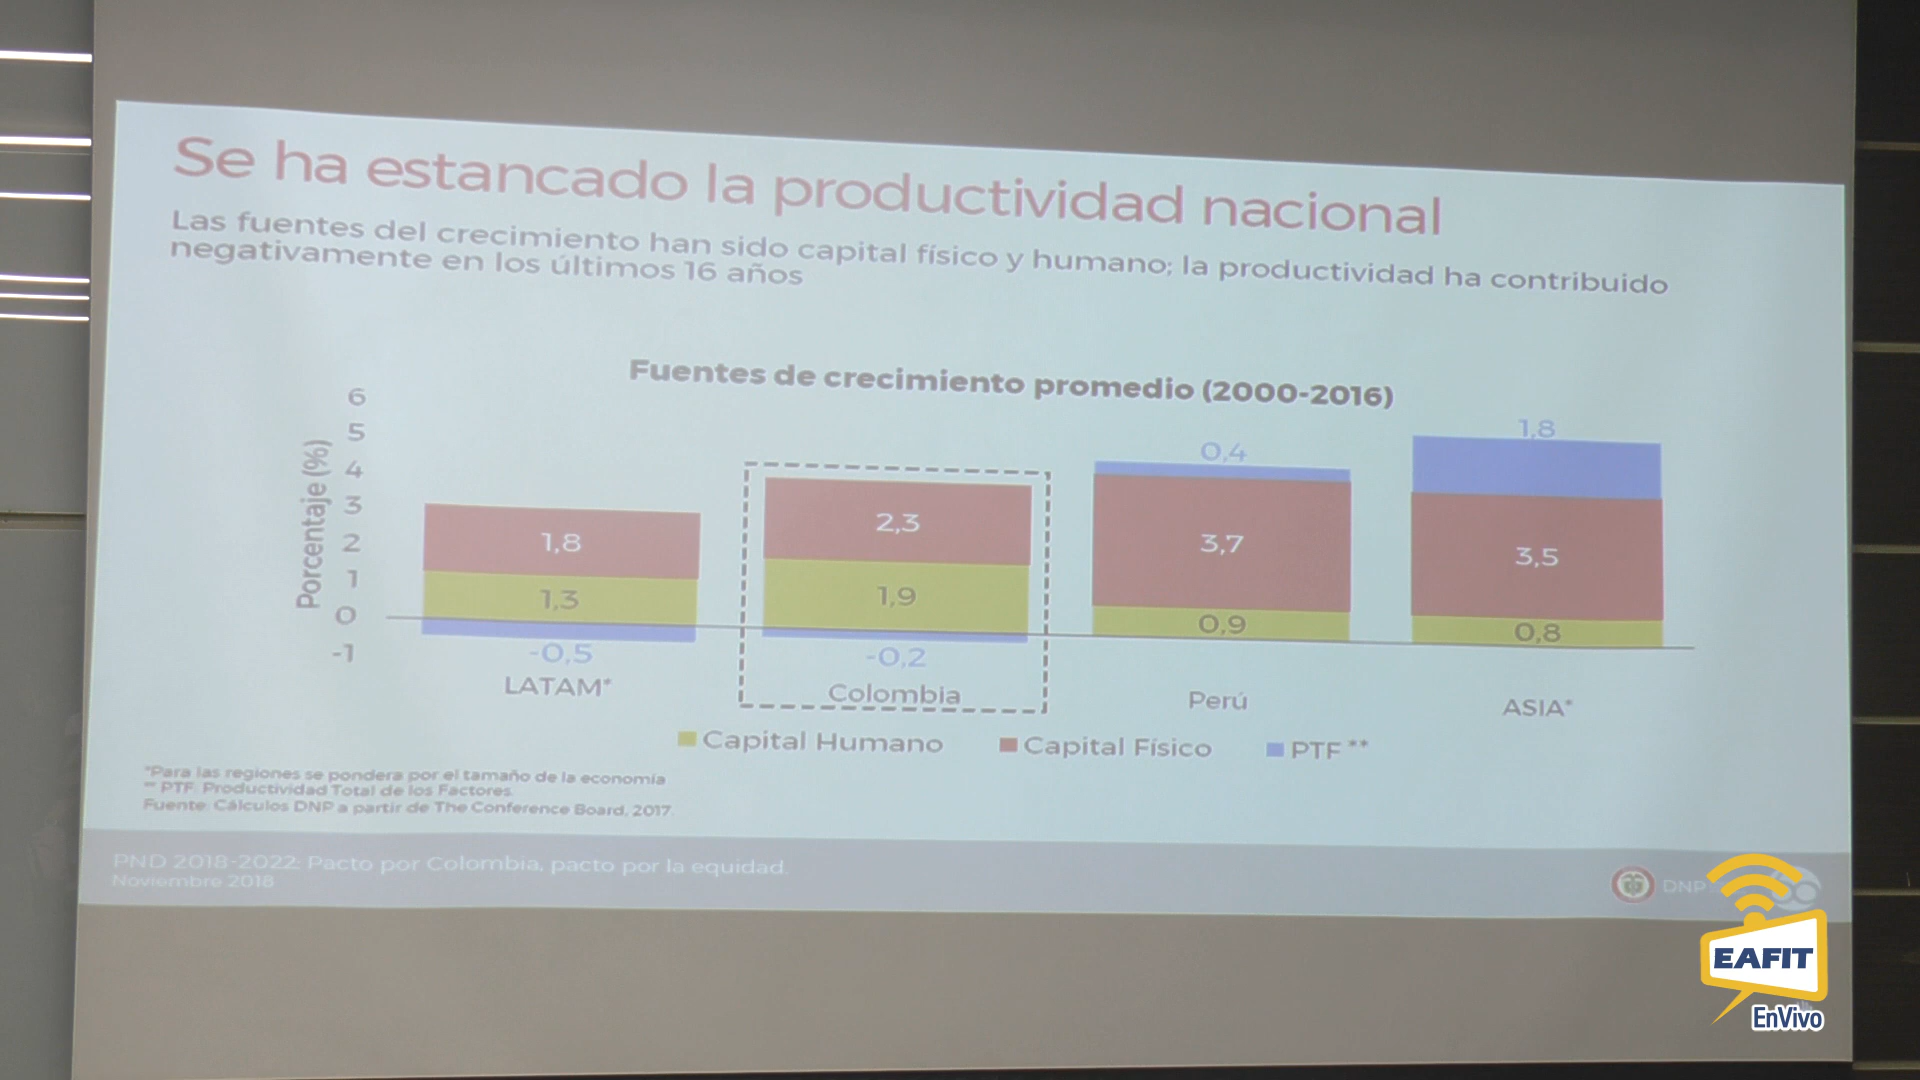 Se ha estancado la productividad nacional
Las fuentes del crecimiento han sido capital físico y humano; la productividad ha contribuido
negativamente en los últimos 16 años
Fuentes de crecimiento promedio (2000-2016)
Porcentaje (%)
6
5
4
3
2
1
0
-1
1,8
1,3
-0,5
LATAM*
2,3
1,9
-0,2
Colombia
0,4
3,7
0,9
Perú
1,8
3,5
0,8
ASIA*
Capital Humano
Capital Físico
PTF **
*Para las regiones se pondera por el tamaño de la economía
** PTF: Productividad Total de los Factores.
Fuente: Cálculos DNP a partir de The Conference Board, 2017.
PND 2018-2022: Pacto por Colombia, pacto por la equidad.
Noviembre 2018
DNP
EAFIT
EnVivo